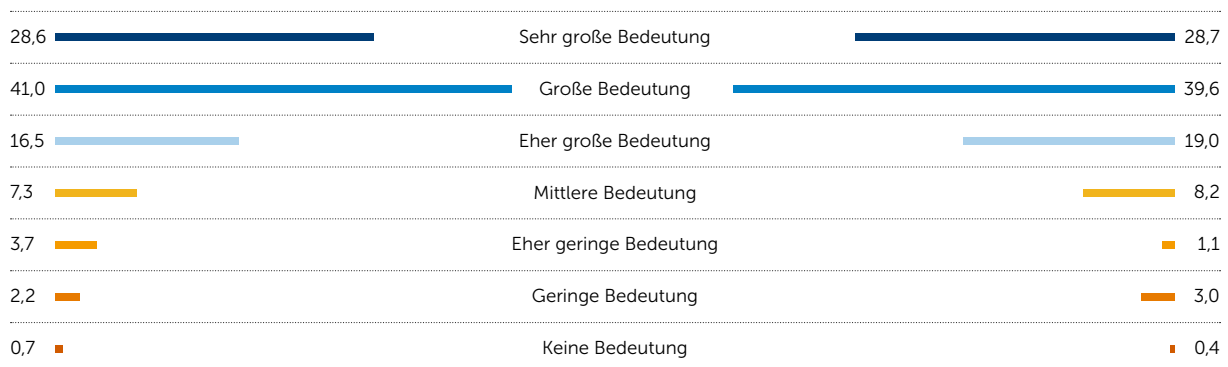 28,6 Sehr große Bedeutung 28,7
41,0 Große Bedeutung 39,6
16,5 Eher große Bedeutung 19,0
7,3 Mittlere Bedeutung 8,2
3,7 Eher geringe Bedeutung 1,1
2,2 Geringe Bedeutung 3,0
0,7 Keine Bedeutung 0,4